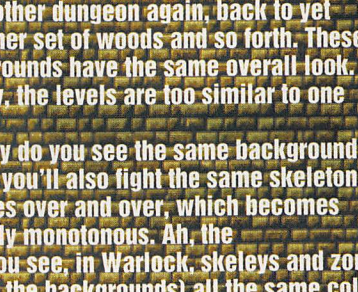 other dungeon again, back to yet
her set of woods and so forth. These
ounds have the same overall look
, the levels are too similar to one
y do you see the same background
you'll also fight the same skeleton
es over and over, which becomes
ly monotonous. Ah, the
ou see, in Warlock, skeleys and zo
the backgrounds) all the same col